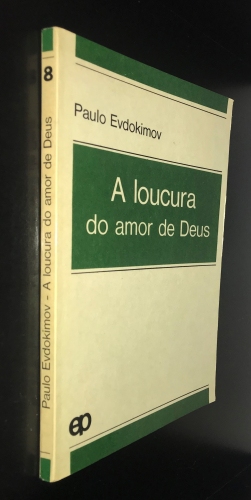 8
Paulo Evdokimov - A loucura do amor de Deus
Paulo Evdokimov
A loucura
do amor de Deus
ep